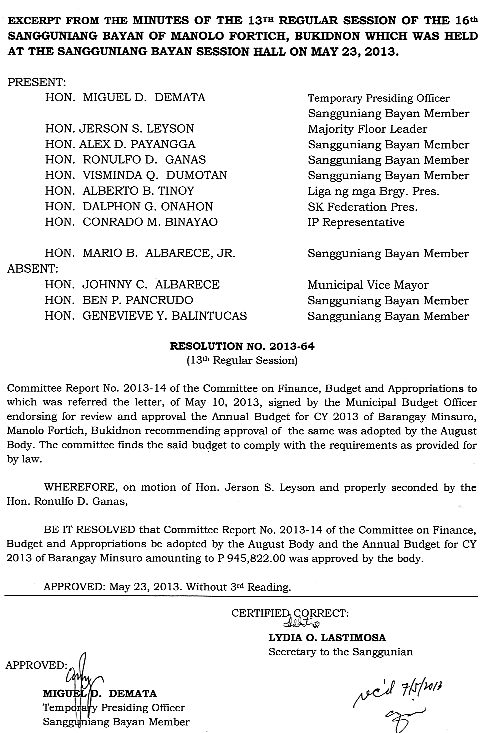 EXCERPT FROM THE MINUTES OF THE 13TH REGULAR SESSION OF THE 16th
SANGGUNIANG BAYAN OF MANOLO FORTICH, BUKIDNON WHICH WAS HELD
AT THE SANGGUNIANG BAYAN SESSION HALL ON MAY 23, 2013.
PRESENT:
HON. MIGUEL D. DEMATA Temporary Presiding Officer
Sangguniang Bayan Member
HON. JERSON S. LEYSON Majority Floor Leader
HON. ALEX D. PAYANGGA Sangguniang Bayan Member
HON. RONULFO D. GANAS Sangguniang Bayan Member
HON. VISMINDA Q. DUMOTAN Sangguniang Bayan Member
HON. ALBERTO B. TINOY Liga ng mga Brgy. Pres.
HON. DALPHON G. ONAHON SK Federation Pres.
HON. CONRADO M. BINAYAO IP Representative
HON. MARIO B. ALBARECE, JR. Sangguniang Bayan Member
ABSENT:
HON. JOHNNY C. ALBARECE Municipal Vice Mayor
HON. BEN P. PANCRUDO Sangguniang Bayan Member
HON. GENEVIEVE Y. BALINTUCAS Sangguniang Bayan Member
RESOLUTION NO. 2013-64
(13th Regular Session)
Committee Report No. 2013-14 of the Committee on Finance, Budget and Appropriations to
which was referred the letter, of May 10, 2013, signed by the Municipal Budget Officer
endorsing for review and approval the Annual Budget for CY 2013 of Barangay Minsuro,
Manolo Fortich, Bukidnon recommending approval of the same was adopted by the August
Body. The committee finds the said budget to comply with the requirements as provided for
by law.
WHEREFORE, on motion of Hon. Jerson S. Leyson and properly seconded by the
Hon. Ronulfo D. Ganas,
BE IT RESOLVED that Committee Report No. 2013-14 of the Committee on Finance,
Budget and Appropriations be adopted by the August Body and the Annual Budget for CY
2013 of Barangay Minsuro amounting to P 945,822.00 was approved by the body.
APPROVED: May 23, 2013. Without 3rd Reading.
CERTIFIED CORRECT:
LYDIA O. LASTIMOSA
Secretary to the Sanggunian
APPROVED:
MIGUEL D. DEMATA
Temporary Presiding Officer
Sangguniang Bayan Member
rec'd 7/5/2013